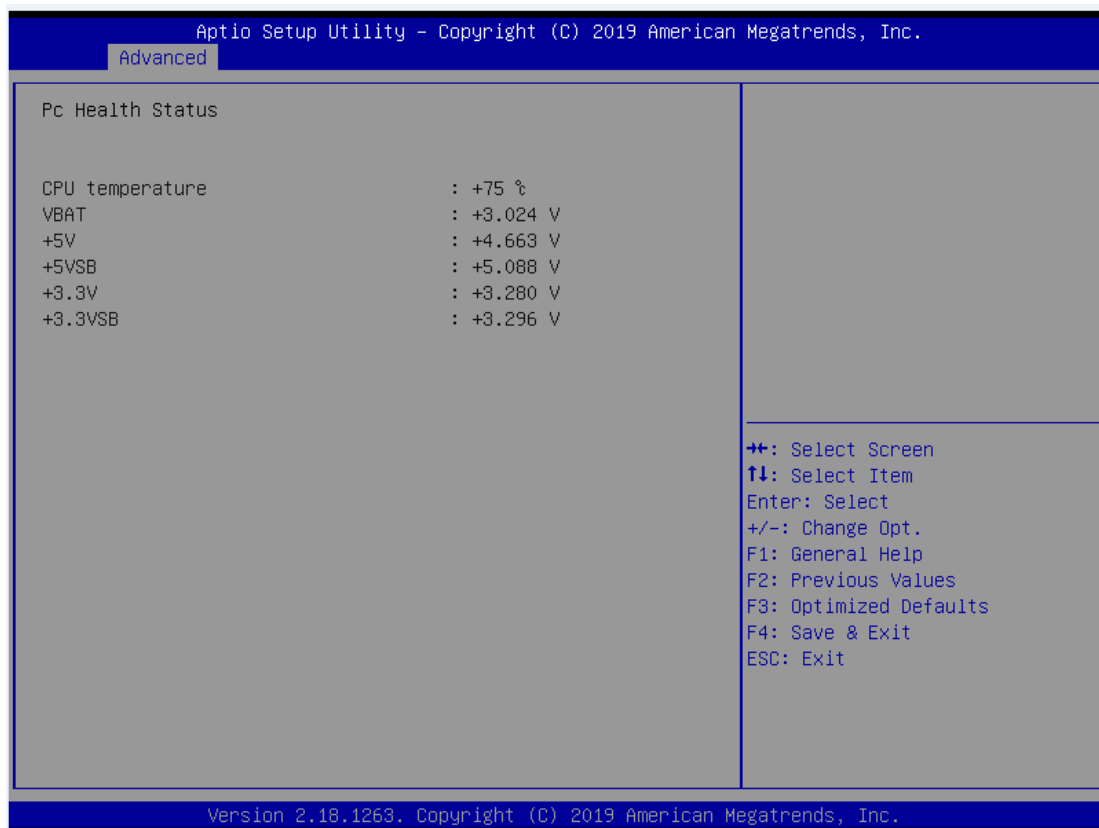 Aptio Setup Utility – Copyright (C) 2019 American Megatrends, Inc.
Advanced
Pc Health Status
CPU temperature : +75 ℃
VBAT : +3.024 V
+5V : +4.663 V
+5VSB : +5.088 V
+3.3V : +3.280 V
+3.3VSB : +3.296 V
→←: Select Screen
↑↓: Select Item
Enter: Select
+/-: Change Opt.
F1: General Help
F2: Previous Values
F3: Optimized Defaults
F4: Save & Exit
ESC: Exit
Version 2.18.1263. Copyright (C) 2019 American Megatrends, Inc.